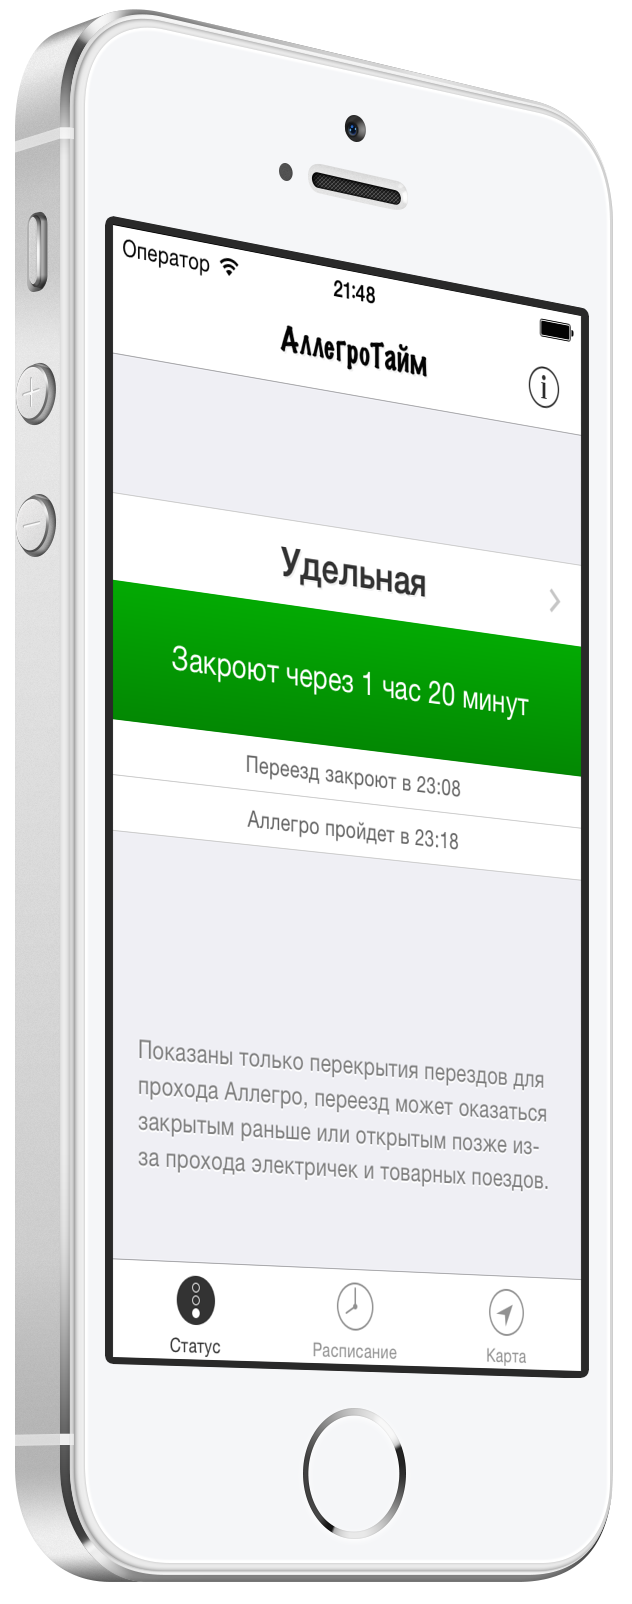 Оператор
21:48
АллегроТайм
Удельная
Закроют через 1 час 20 минут
Переезд закроют в 23:08
Аллегро пройдет в 23:18
Показаны только перекрытия перездов для
прохода Аллегро, переезд может оказаться
закрытым раньше или открытым позже из-
за прохода электричек и товарных поездов.
Статус
Расписание
Карта